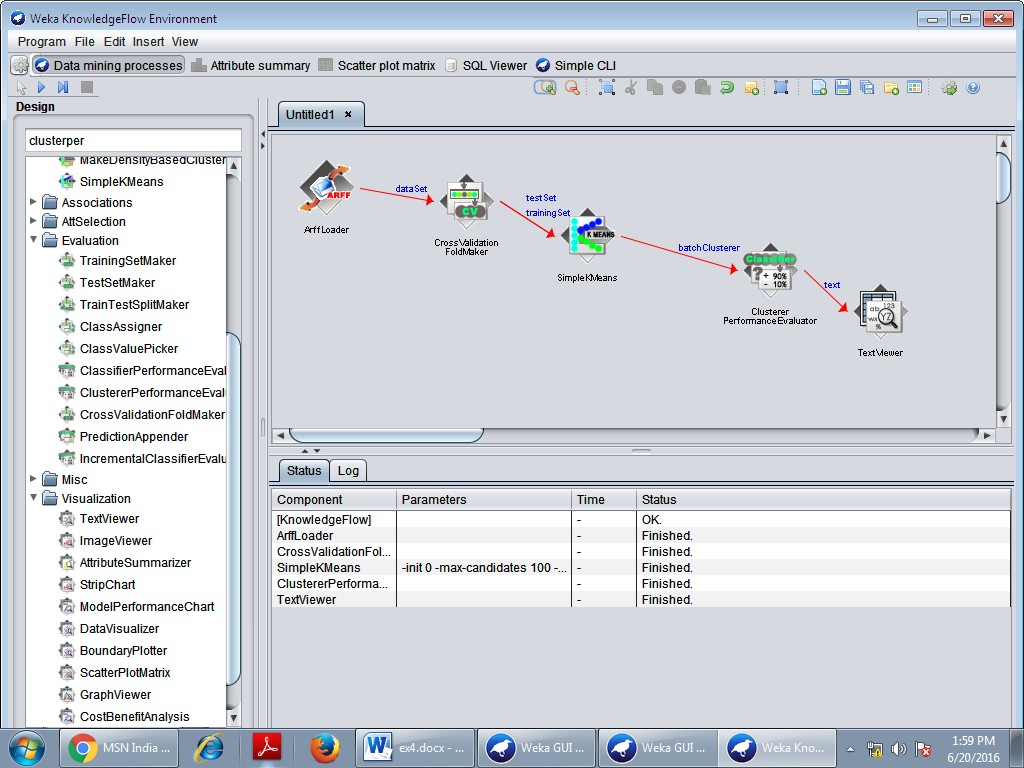 Weka KnowledgeFlow Environment
Program File Edit Insert View
Data mining processes Attribute summary Scatter plot matrix SQL Viewer Simple CLI
Design
Untitled1
clusterper
MakeDensityBasedCluster
SimpleKMeans
Associations
AttSelection
Evaluation
TrainingSetMaker
TestSetMaker
TrainTestSplitMaker
ClassAssigner
ClassValuePicker
ClassifierPerformanceEval
ClustererPerformanceEval
CrossValidationFoldMaker
PredictionAppender
IncrementalClassifierEvalu
Misc
Visualization
TextViewer
ImageViewer
AttributeSummarizer
StripChart
ModelPerformanceChart
DataVisualizer
BoundaryPlotter
ScatterPlotMatrix
GraphViewer
CostBenefitAnalysis
ARFF
ArffLoader
dataSet
CV
CrossValidation
FoldMaker
testSet
trainingSet
K MEANS
SimpleKMeans
batchClusterer
Classifier
? + 90%
- 10%
Clusterer
PerformanceEvaluator
text
ab 123
wx YZ
%
TextViewer
Status Log
Component Parameters Time Status
[KnowledgeFlow] - OK.
ArffLoader - Finished.
CrossValidationFol... - Finished.
SimpleKMeans -init 0 -max-candidates 100 -... - Finished.
ClustererPerforma... - Finished.
TextViewer - Finished.
MSN India ... ex4.docx - ... Weka GUI ... Weka GUI ... Weka Kno...
1:59 PM
6/20/2016